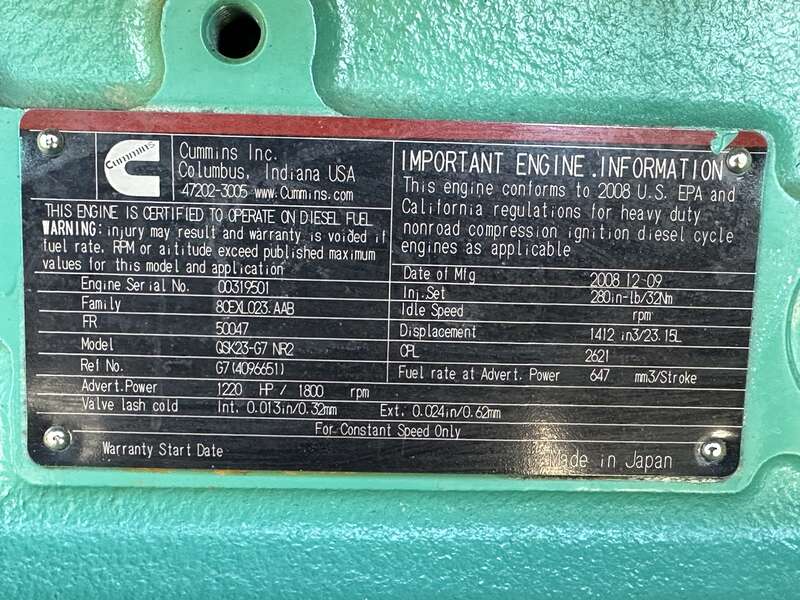 Cummins
Cummins Inc.
Columbus, Indiana USA
47202-3005 www.Cummins.com
THIS ENGINE IS CERTIFIED TO OPERATE ON DIESEL FUEL
WARNING: injury may result and warranty is voided if
fuel rate, RPM or altitude exceed published maximum
values for this model and application
Engine Serial No. 00319501
Family 8CEXL023.AAB
FR 50047
Model QSK23-G7 NR2
Rel No. G7(4096651)
Advert.Power 1220 HP / 1800 rpm
Valve lash cold Int. 0.013in/0.32mm Ext. 0.024in/0.62mm
For Constant Speed Only
Warranty Start Date
IMPORTANT ENGINE.INFORMATION
This engine conforms to 2008 U.S. EPA and
California regulations for heavy duty
nonroad compression ignition diesel cycle
engines as applicable
Date of Mfg 2008 12-09
Inj.Set 280in-lb/32Nm
Idle Speed rpm
Displacement 1412 in3/23.15L
CPL 2621
Fuel rate at Advert. Power 647 mm3/Stroke
Made in Japan